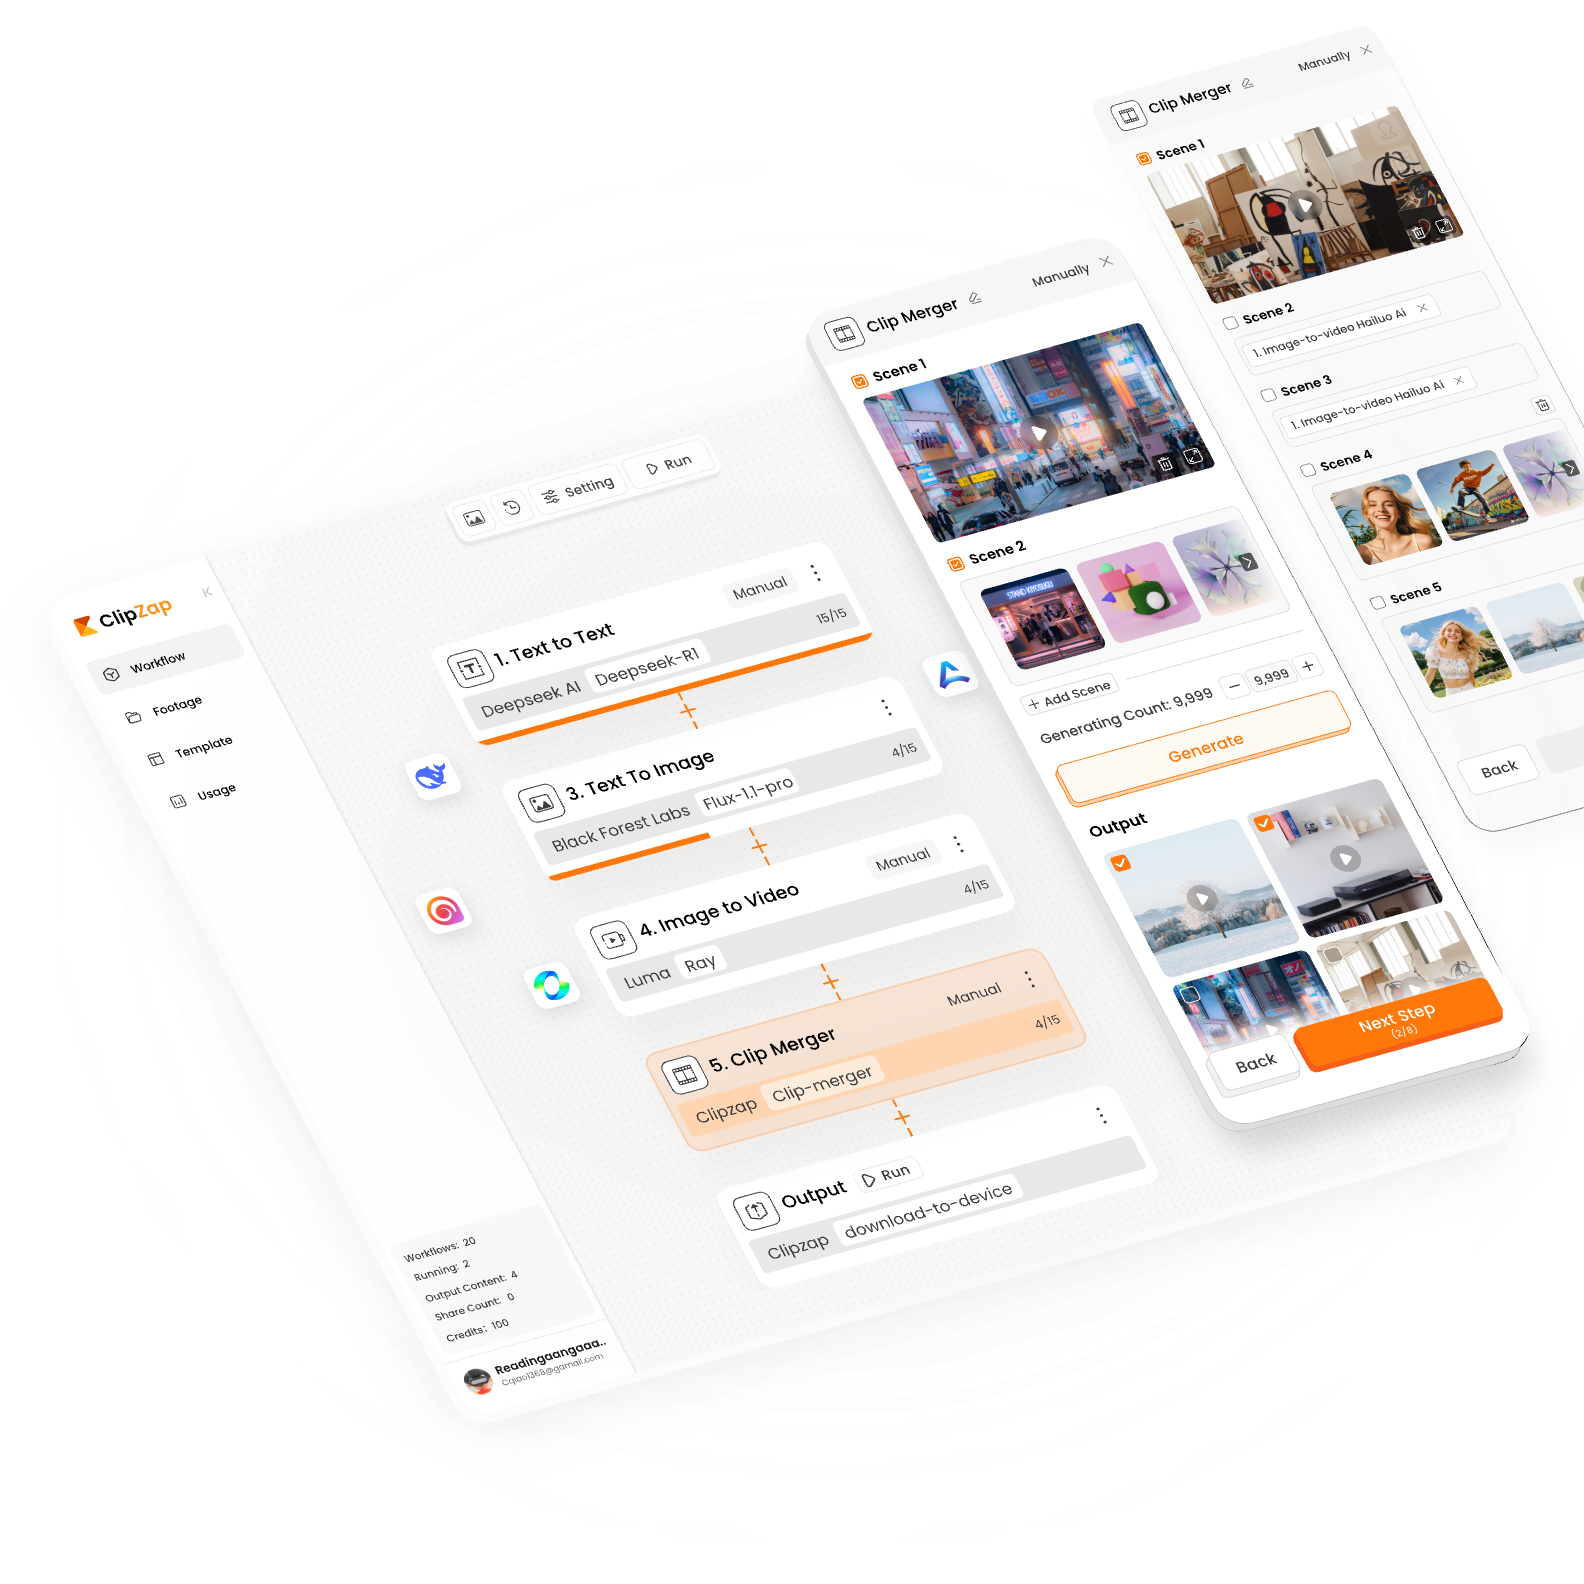 ClipZap
Workflow
Footage
Template
Usage
Workflows: 20
Running: 2
Output Content: 4
Share Count: 0
Credits: 100
Readingaangaaa..
Cqiao1368@gamail.com
Setting
Run
1. Text to Text
Manual
Deepseek AI
Deepseek-R1
15/15
3. Text To Image
Black Forest Labs
Flux-1.1-pro
4/15
4. Image to Video
Manual
Luma
Ray
4/15
5. Clip Merger
Manual
Clipzap
Clip-merger
4/15
Output
Run
Clipzap
download-to-device
Clip Merger
Manually
Scene 1
Scene 2
STAND KIYOSUGU
+ Add Scene
Generating Count: 9,999
9,999
Generate
Output
Back
Next Step
(2/8)
Clip Merger
Manually
Scene 1
Scene 2
1. Image-to-video Hailuo Ai
Scene 3
1. Image-to-video Hailuo Ai
Scene 4
Scene 5
Back